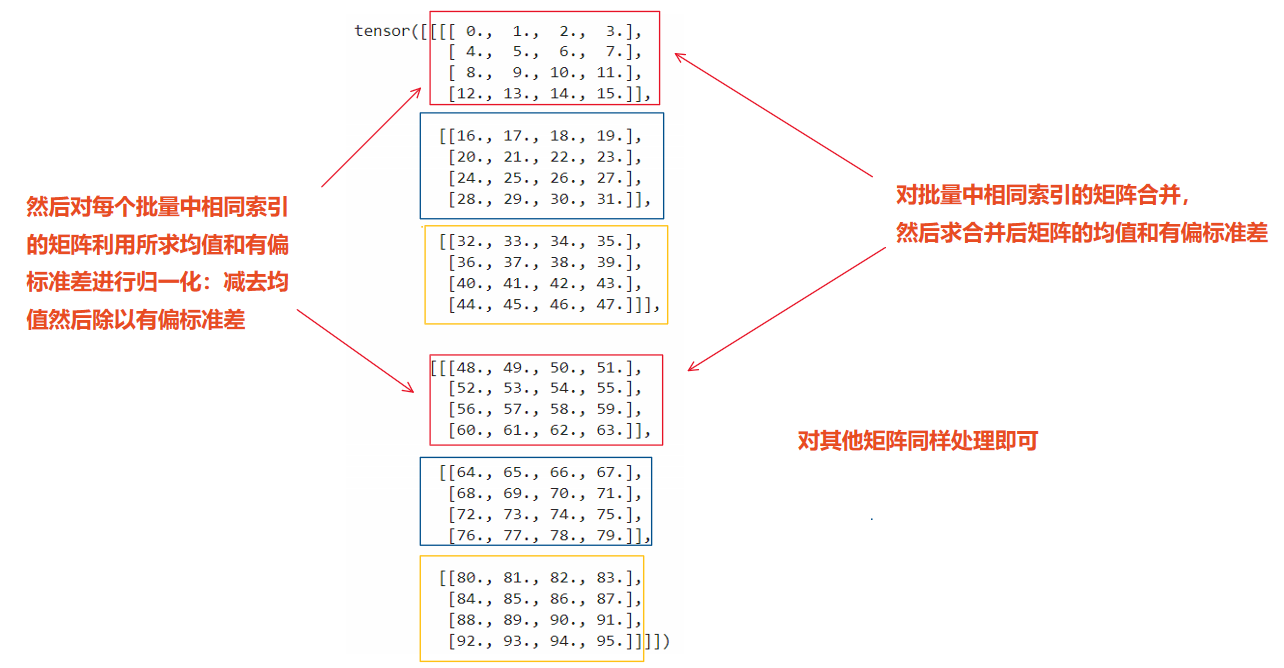 tensor([[[[ 0.,  1.,  2.,  3.],
[ 4.,  5.,  6.,  7.],
[ 8.,  9., 10., 11.],
[12., 13., 14., 15.]],
[[16., 17., 18., 19.],
[20., 21., 22., 23.],
[24., 25., 26., 27.],
[28., 29., 30., 31.]],
[[32., 33., 34., 35.],
[36., 37., 38., 39.],
[40., 41., 42., 43.],
[44., 45., 46., 47.]]],
[[[48., 49., 50., 51.],
[52., 53., 54., 55.],
[56., 57., 58., 59.],
[60., 61., 62., 63.]],
[[64., 65., 66., 67.],
[68., 69., 70., 71.],
[72., 73., 74., 75.],
[76., 77., 78., 79.]],
[[80., 81., 82., 83.],
[84., 85., 86., 87.],
[88., 89., 90., 91.],
[92., 93., 94., 95.]]]])
然后对每个批量中相同索引
的矩阵利用所求均值和有偏
标准差进行归一化：减去均
值然后除以有偏标准差
对批量中相同索引的矩阵合并，
然后求合并后矩阵的均值和有偏标准差
对其他矩阵同样处理即可